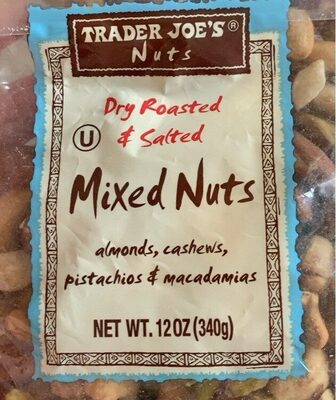 TRADER JOE'S®
Nuts
Dry Roasted
& Salted
U
Mixed Nuts
almonds, cashews,
pistachios & macadamias
NET WT. 12 OZ (340g)